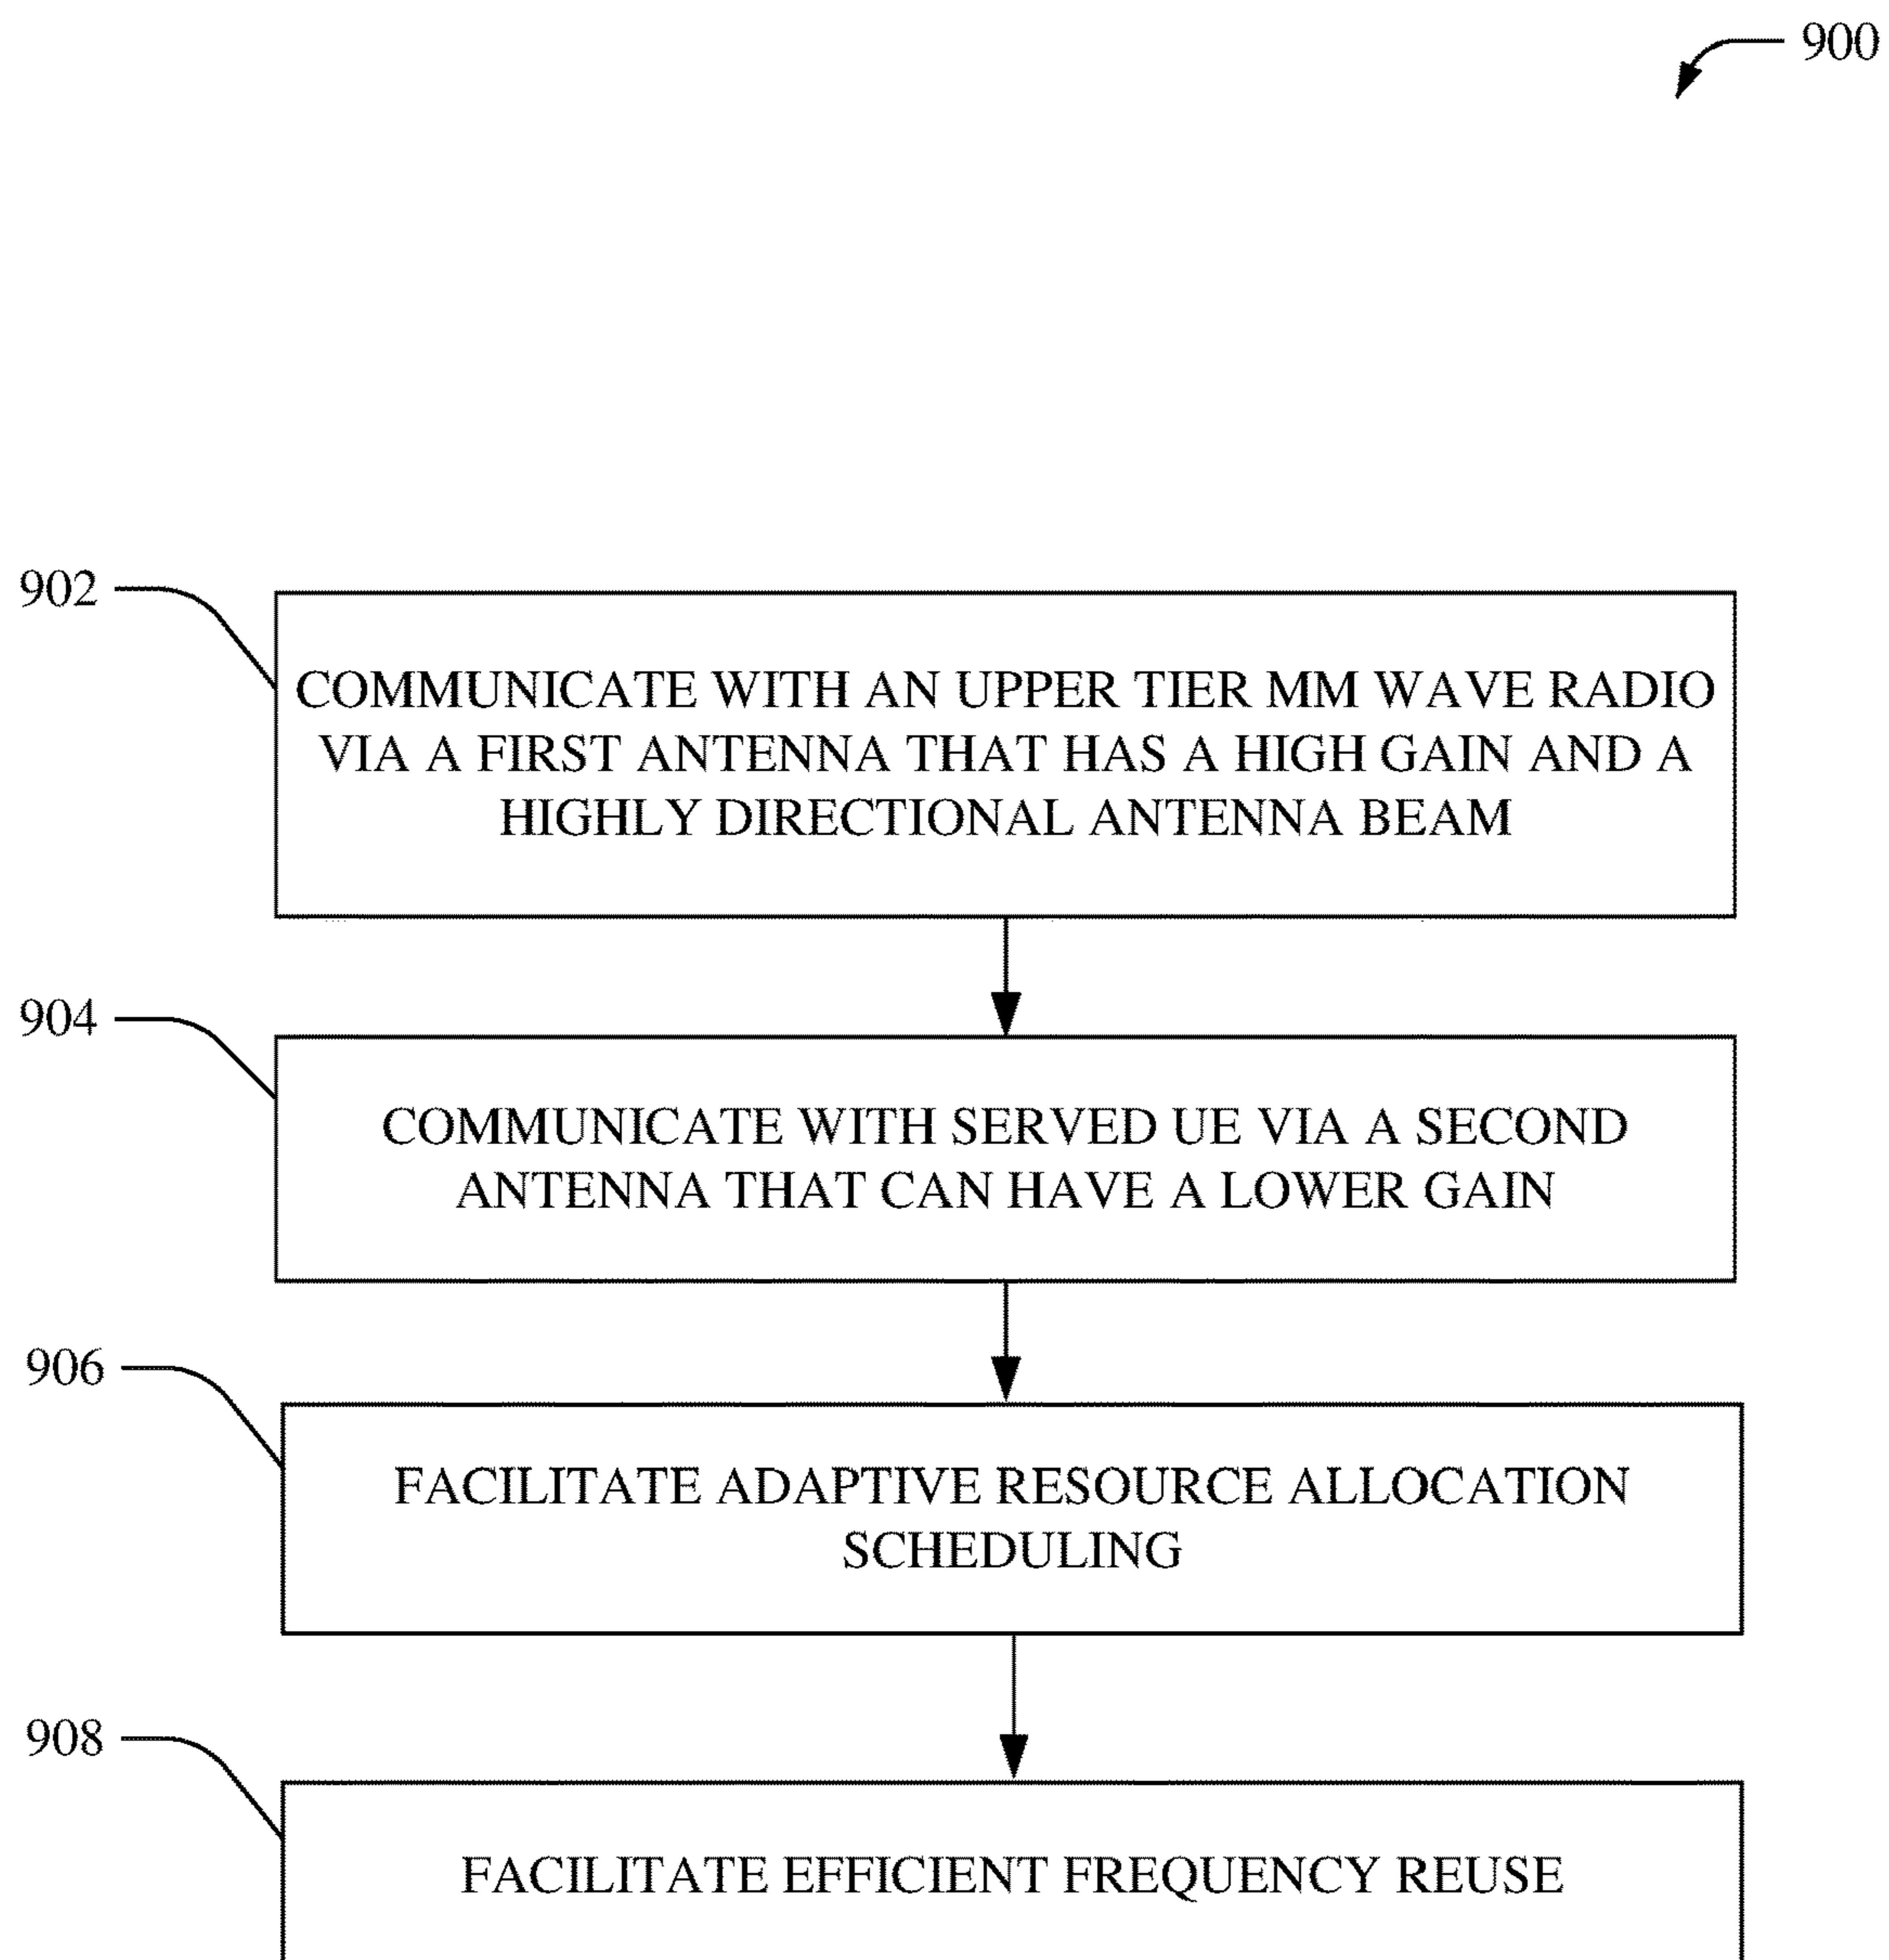 900
902
COMMUNICATE WITH AN UPPER TIER MM WAVE RADIO
VIA A FIRST ANTENNA THAT HAS A HIGH GAIN AND A
HIGHLY DIRECTIONAL ANTENNA BEAM
904
COMMUNICATE WITH SERVED UE VIA A SECOND
ANTENNA THAT CAN HAVE A LOWER GAIN
906
FACILITATE ADAPTIVE RESOURCE ALLOCATION
SCHEDULING
908
FACILITATE EFFICIENT FREQUENCY REUSE